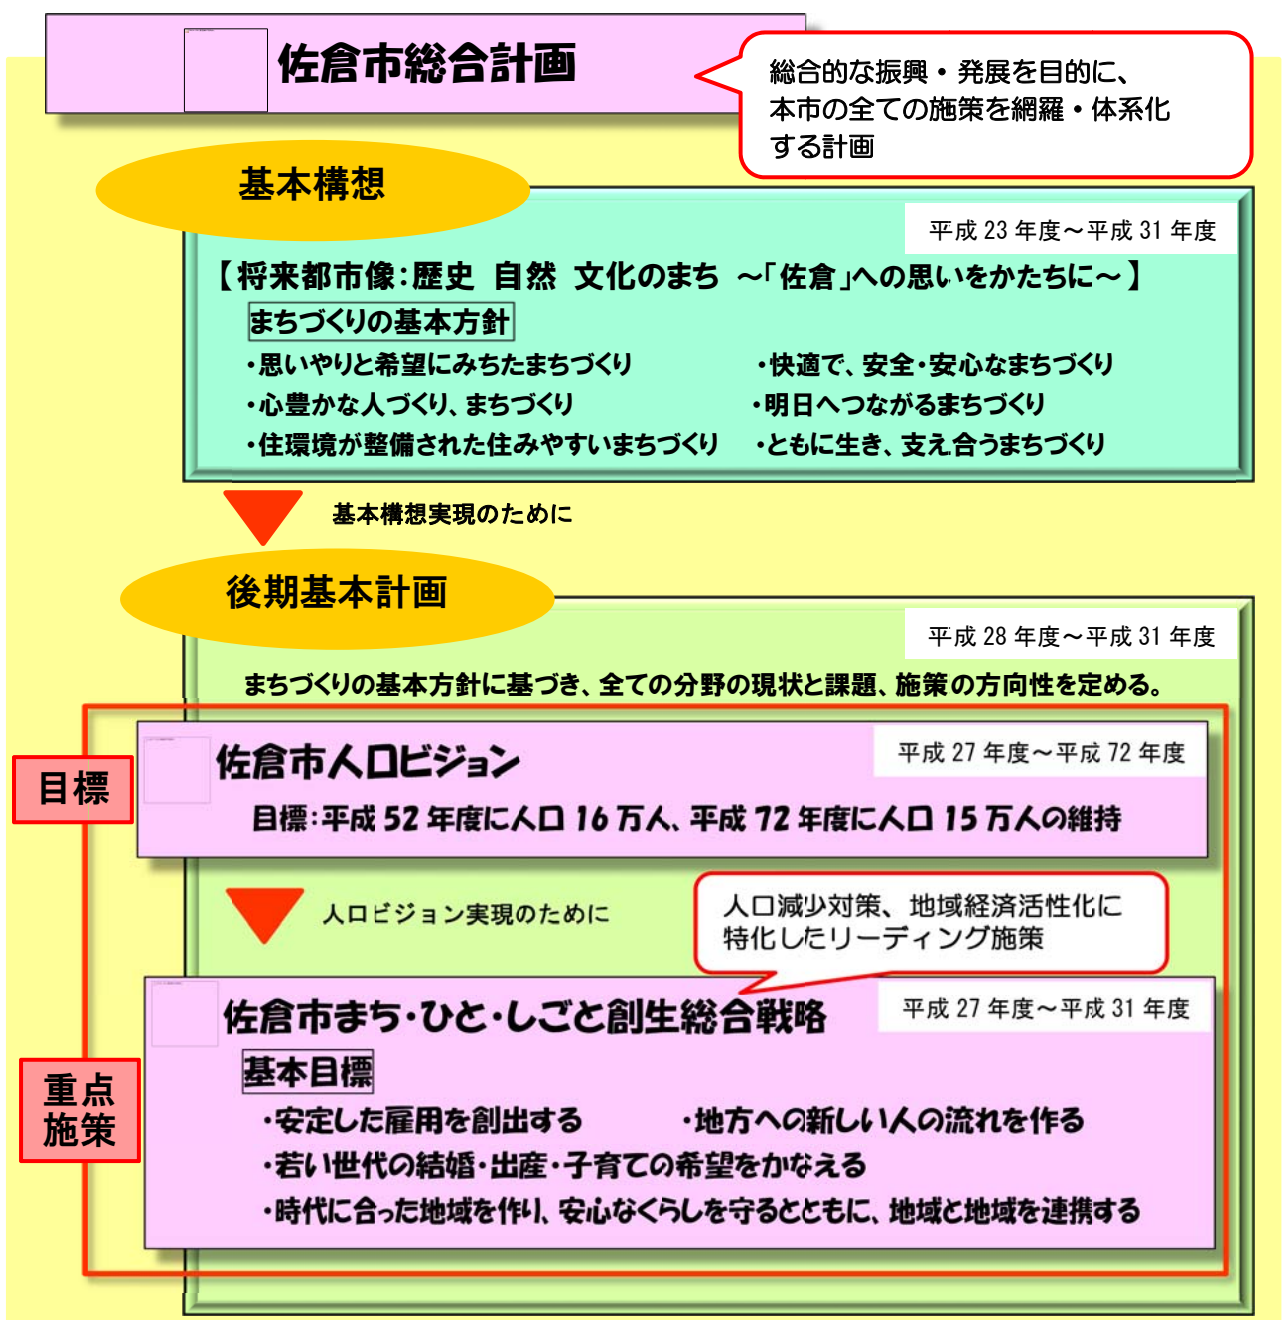 佐倉市総合計画
総合的な振興・発展を目的に、
本市の全ての施策を網羅・体系化
する計画
基本構想
平成 23 年度～平成 31 年度
【将来都市像：歴史 自然 文化のまち ～「佐倉」への思いをかたちに～】
まちづくりの基本方針
・思いやりと希望にみちたまちづくり
・快適で、安全・安心なまちづくり
・心豊かな人づくり、まちづくり
・明日へつながるまちづくり
・住環境が整備された住みやすいまちづくり
・ともに生き、支え合うまちづくり
基本構想実現のために
後期基本計画
平成 28 年度～平成 31 年度
まちづくりの基本方針に基づき、全ての分野の現状と課題、施策の方向性を定める。
目標
佐倉市人口ビジョン
平成 27 年度～平成 72 年度
目標：平成 52 年度に人口 16 万人、平成 72 年度に人口 15 万人の維持
人口ビジョン実現のために
人口減少対策、地域経済活性化に
特化したリーディング施策
佐倉市まち・ひと・しごと創生総合戦略
平成 27 年度～平成 31 年度
重点
施策
基本目標
・安定した雇用を創出する
・地方への新しい人の流れを作る
・若い世代の結婚・出産・子育ての希望をかなえる
・時代に合った地域を作り、安心なくらしを守るとともに、地域と地域を連携する